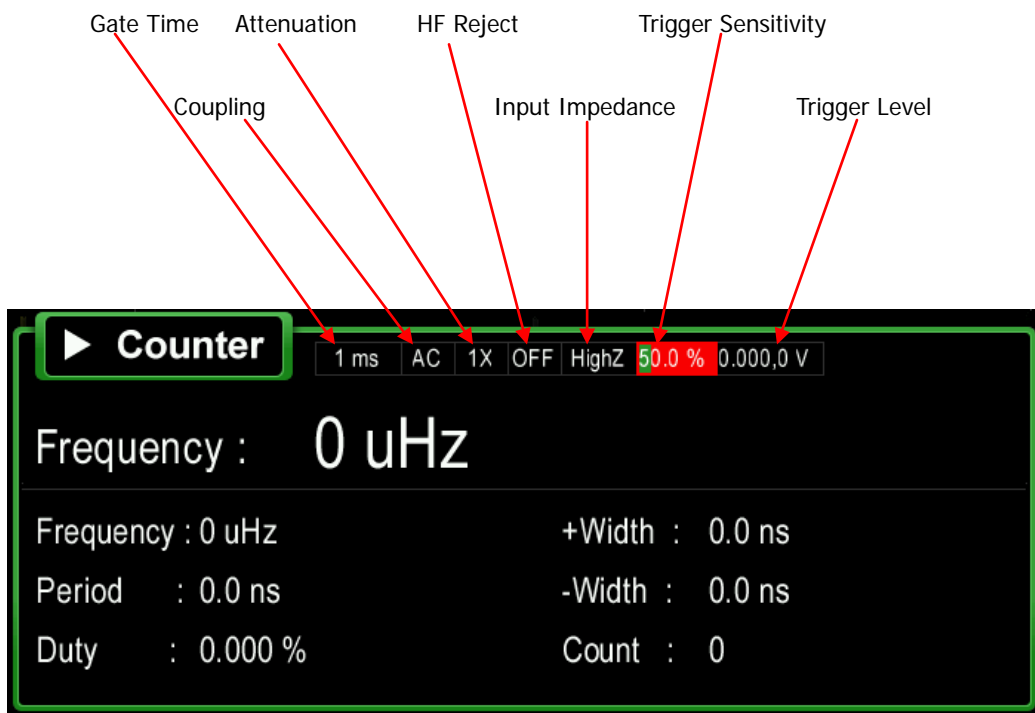 Gate Time Attenuation HF Reject Trigger Sensitivity
Coupling Input Impedance Trigger Level
Counter 1 ms AC 1X OFF HighZ 50.0 % 0.000,0 V
Frequency : 0 uHz
Frequency : 0 uHz +Width : 0.0 ns
Period : 0.0 ns -Width : 0.0 ns
Duty : 0.000 % Count : 0